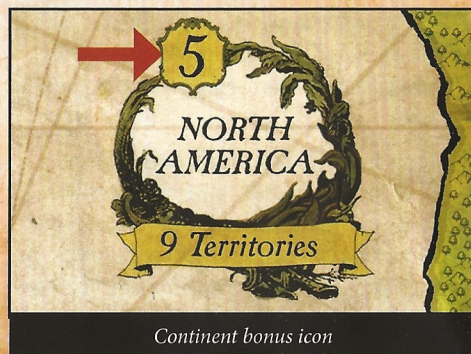 5
NORTH
AMERICA
9 Territories
Continent bonus icon